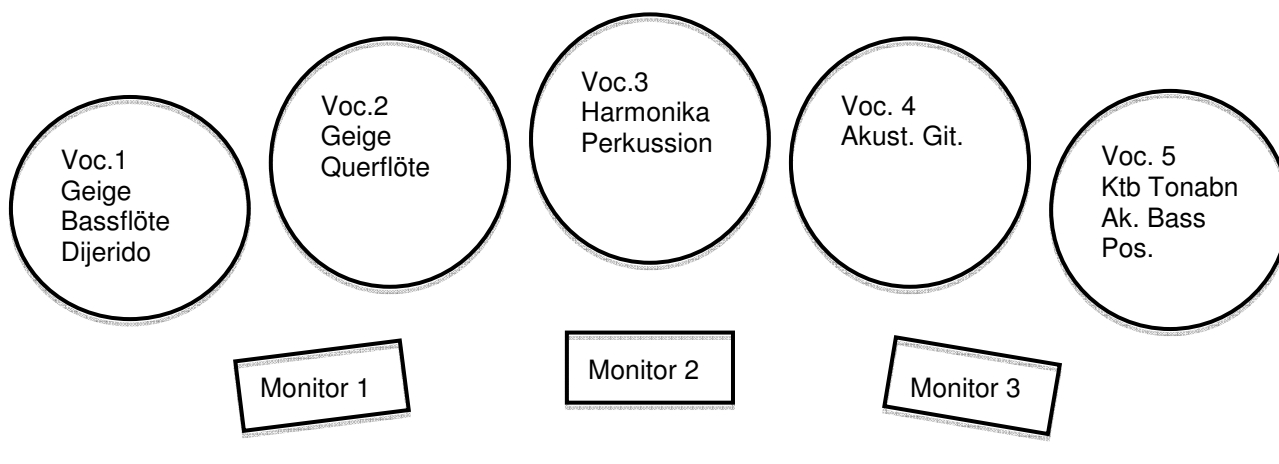 Voc.1
Geige
Bassflöte
Dijerido
Voc.2
Geige
Querflöte
Voc.3
Harmonika
Perkussion
Voc. 4
Akust. Git.
Voc. 5
Ktb Tonabn
Ak. Bass
Pos.
Monitor 1
Monitor 2
Monitor 3